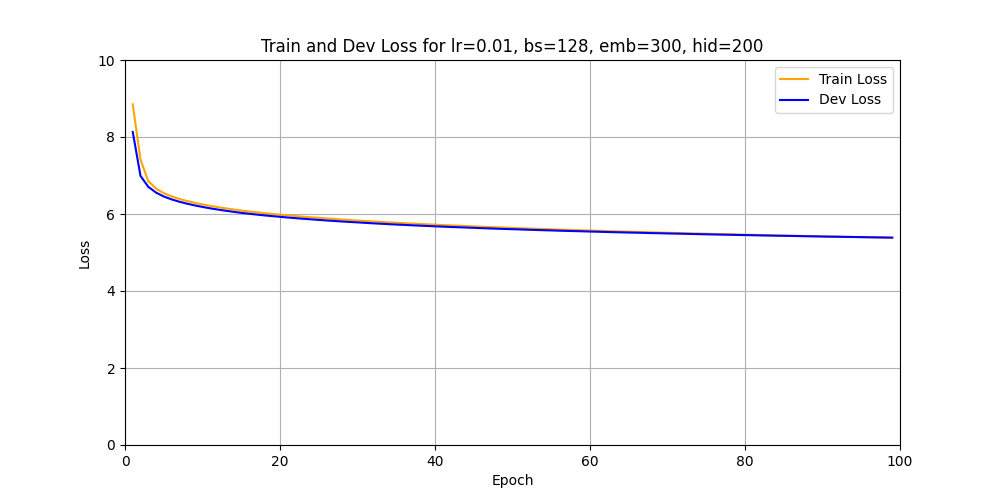 Train and Dev Loss for lr=0.01, bs=128, emb=300, hid=200
Train Loss
Dev Loss
10
8
6
4
2
0
Loss
0 20 40 60 80 100
Epoch